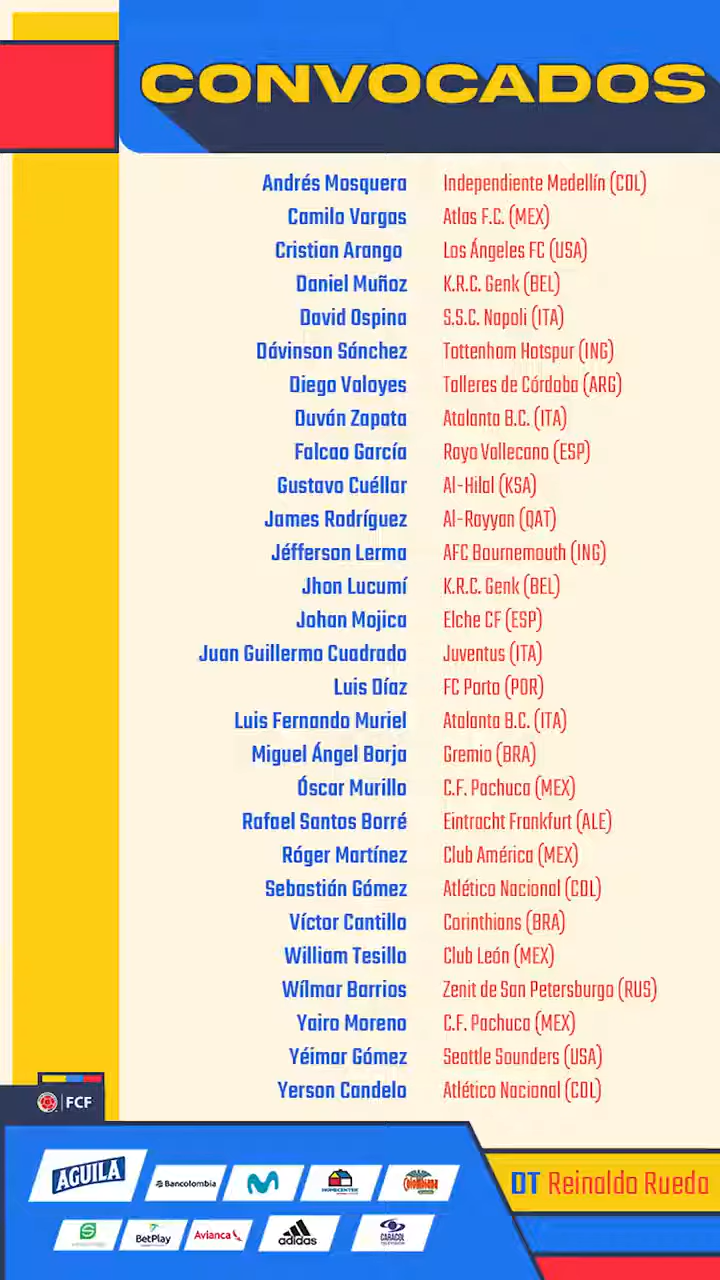 CONVOCADOS
Andrés Mosquera Independiente Medellín (COL)
Camilo Vargas Atlas F.C. (MEX)
Cristian Arango Los Ángeles FC (USA)
Daniel Muñoz K.R.C. Genk (BEL)
David Ospina S.S.C. Napoli (ITA)
Dávinson Sánchez Tottenham Hotspur (ING)
Diego Valoyes Talleres de Córdoba (ARG)
Duván Zapata Atalanta B.C. (ITA)
Falcao García Rayo Vallecano (ESP)
Gustavo Cuéllar Al-Hilal (KSA)
James Rodríguez Al-Rayyan (QAT)
Jéfferson Lerma AFC Bournemouth (ING)
Jhon Lucumí K.R.C. Genk (BEL)
Johan Mojica Elche CF (ESP)
Juan Guillermo Cuadrado Juventus (ITA)
Luis Díaz FC Porto (POR)
Luis Fernando Muriel Atalanta B.C. (ITA)
Miguel Ángel Borja Gremio (BRA)
Óscar Murillo C.F. Pachuca (MEX)
Rafael Santos Borré Eintracht Frankfurt (ALE)
Róger Martínez Club América (MEX)
Sebastián Gómez Atlético Nacional (COL)
Víctor Cantillo Corinthians (BRA)
William Tesillo Club León (MEX)
Wílmar Barrios Zenit de San Petersburgo (RUS)
Yairo Moreno C.F. Pachuca (MEX)
Yéimar Gómez Seattle Sounders (USA)
Yerson Candelo Atlético Nacional (COL)
FCF
DT Reinaldo Rueda
AGUILA Bancolombia HOMECENTER Colombiana
BetPlay Avianca adidas CARACOL